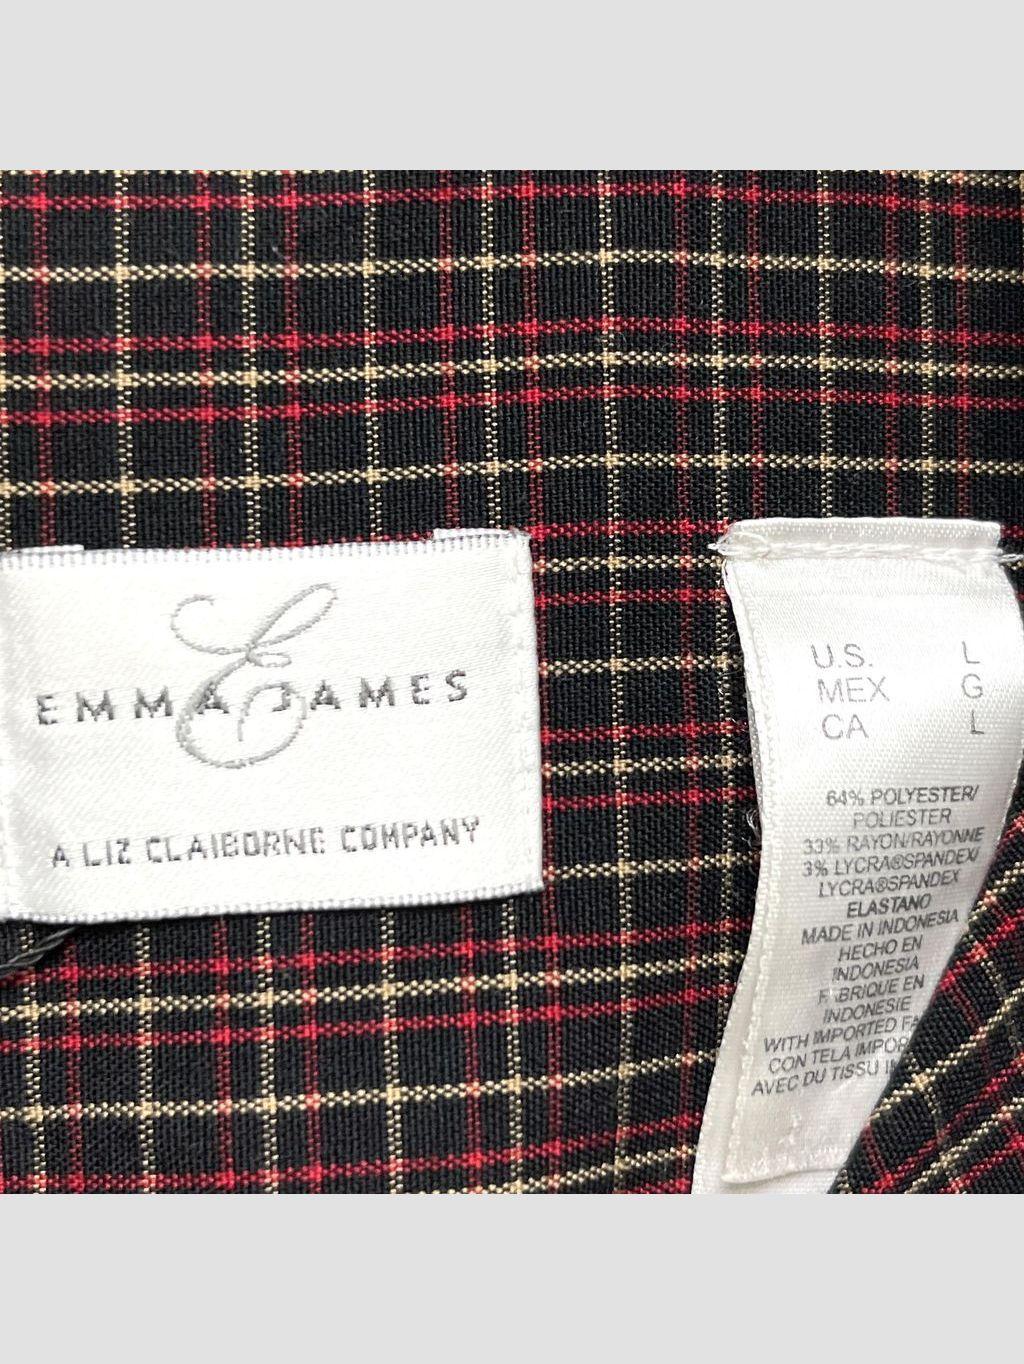 EMMA JAMES
A LIZ CLAIBORNE COMPANY
U.S. L
MEX G
CA L
64% POLYESTER/
POLIESTER
33% RAYON/RAYONNE
3% LYCRA®SPANDEX/
LYCRA®SPANDEX
ELASTANO
MADE IN INDONESIA
HECHO EN
INDONESIA
FABRIQUE EN
INDONESIE
WITH IMPORTED
CON TELA
AVEC DU TISSU